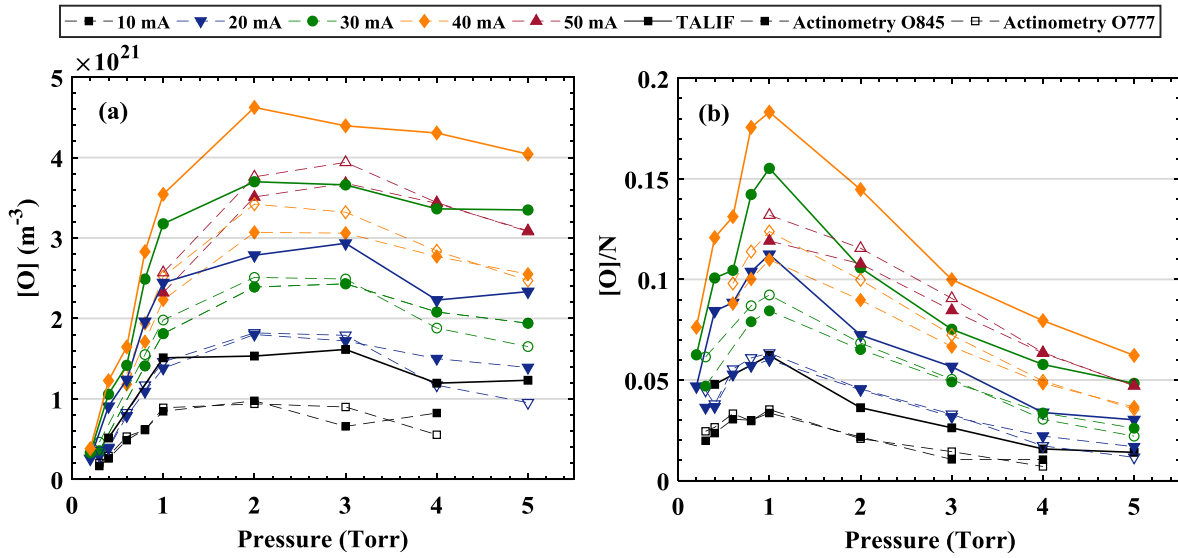 10 mA 20 mA 30 mA 40 mA 50 mA TALIF Actinometry O845 Actinometry O777
×10^21
(a)
5
4
3
2
1
0
[O] (m^-3)
0 1 2 3 4 5
Pressure (Torr)
(b)
0.2
0.15
0.1
0.05
0
[O]/N
0 1 2 3 4 5
Pressure (Torr)